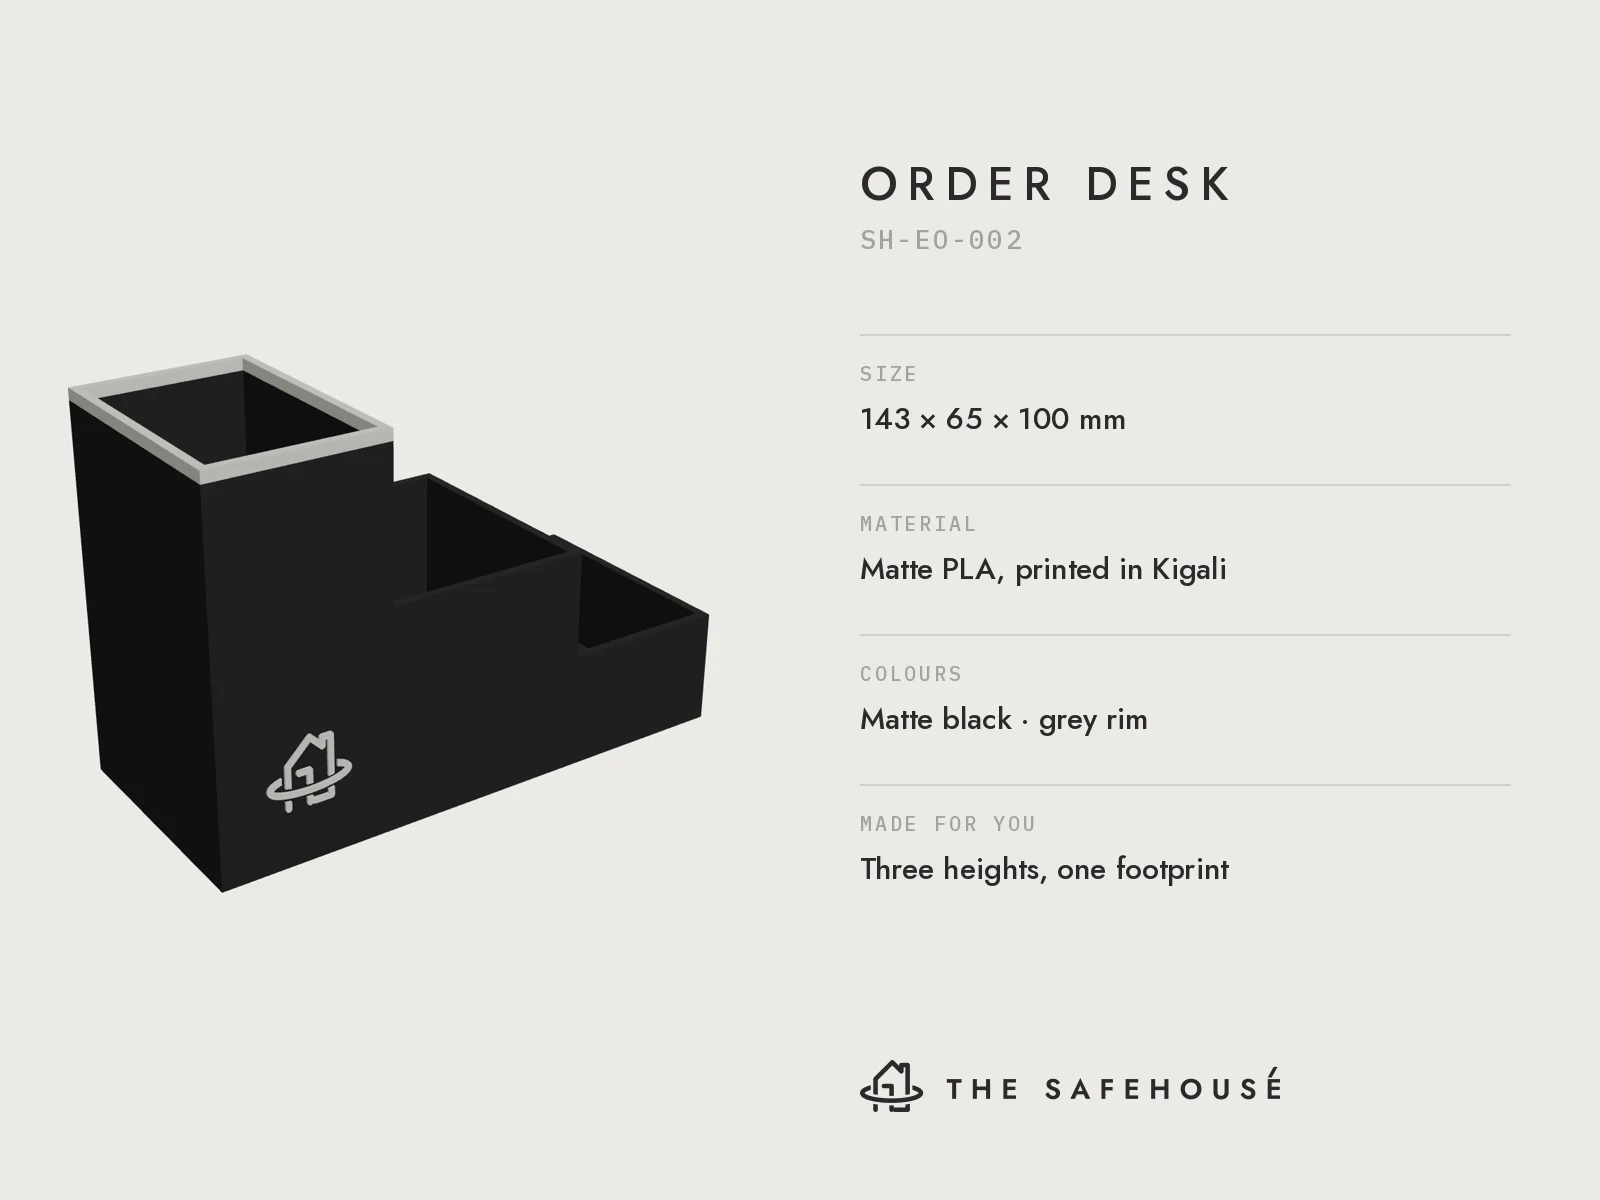 ORDER DESK
SH-EO-002
SIZE
143 × 65 × 100 mm
MATERIAL
Matte PLA, printed in Kigali
COLOURS
Matte black · grey rim
MADE FOR YOU
Three heights, one footprint
THE SAFEHOUSÉ